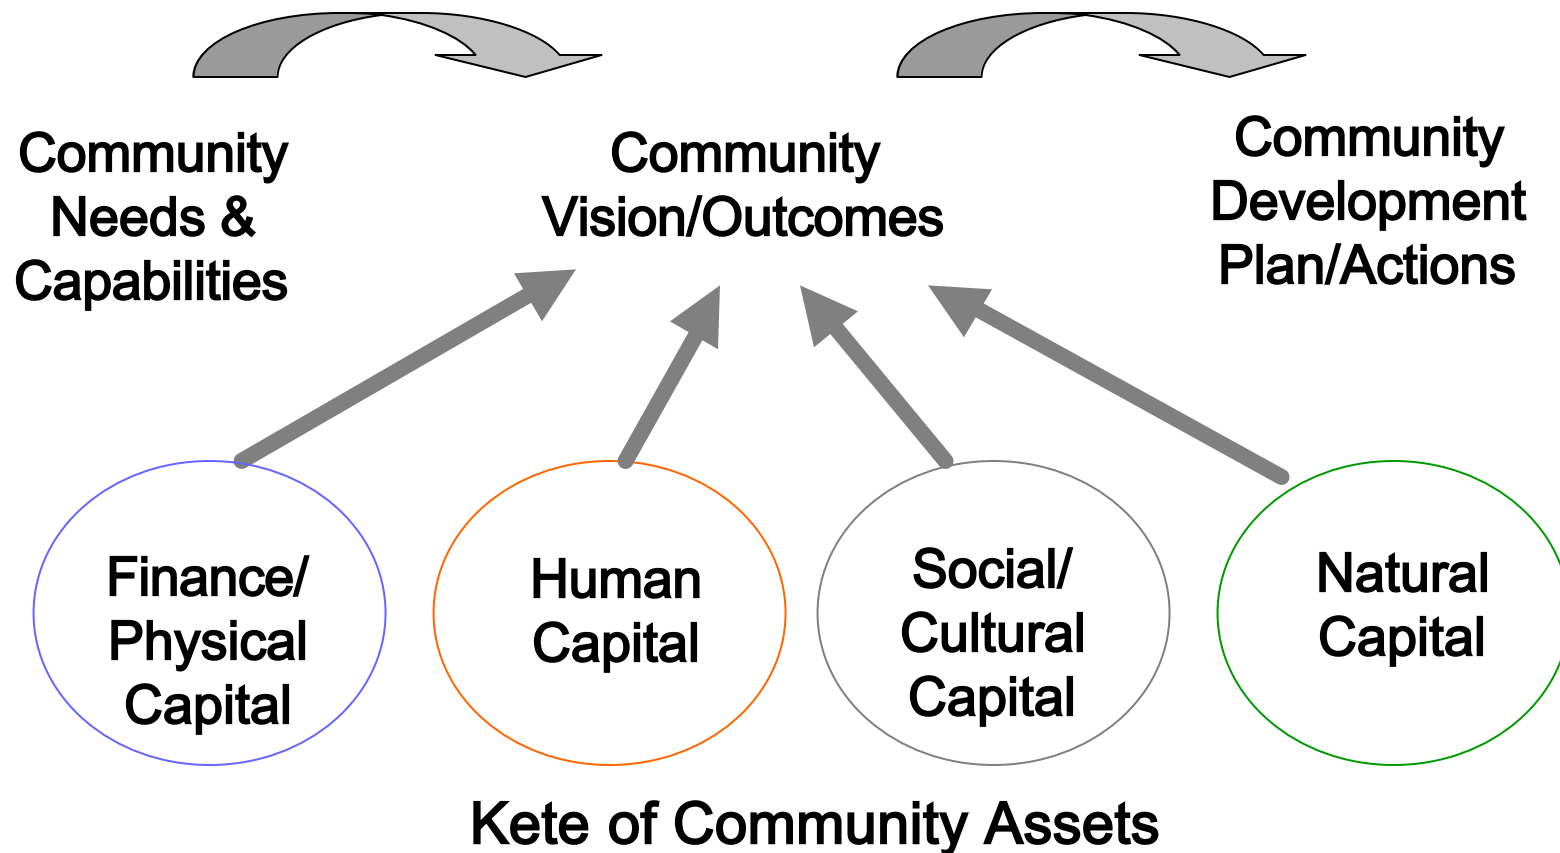 Community
Needs &
Capabilities
Community
Vision/Outcomes
Community
Development
Plan/Actions
Finance/
Physical
Capital
Human
Capital
Social/
Cultural
Capital
Natural
Capital
Kete of Community Assets